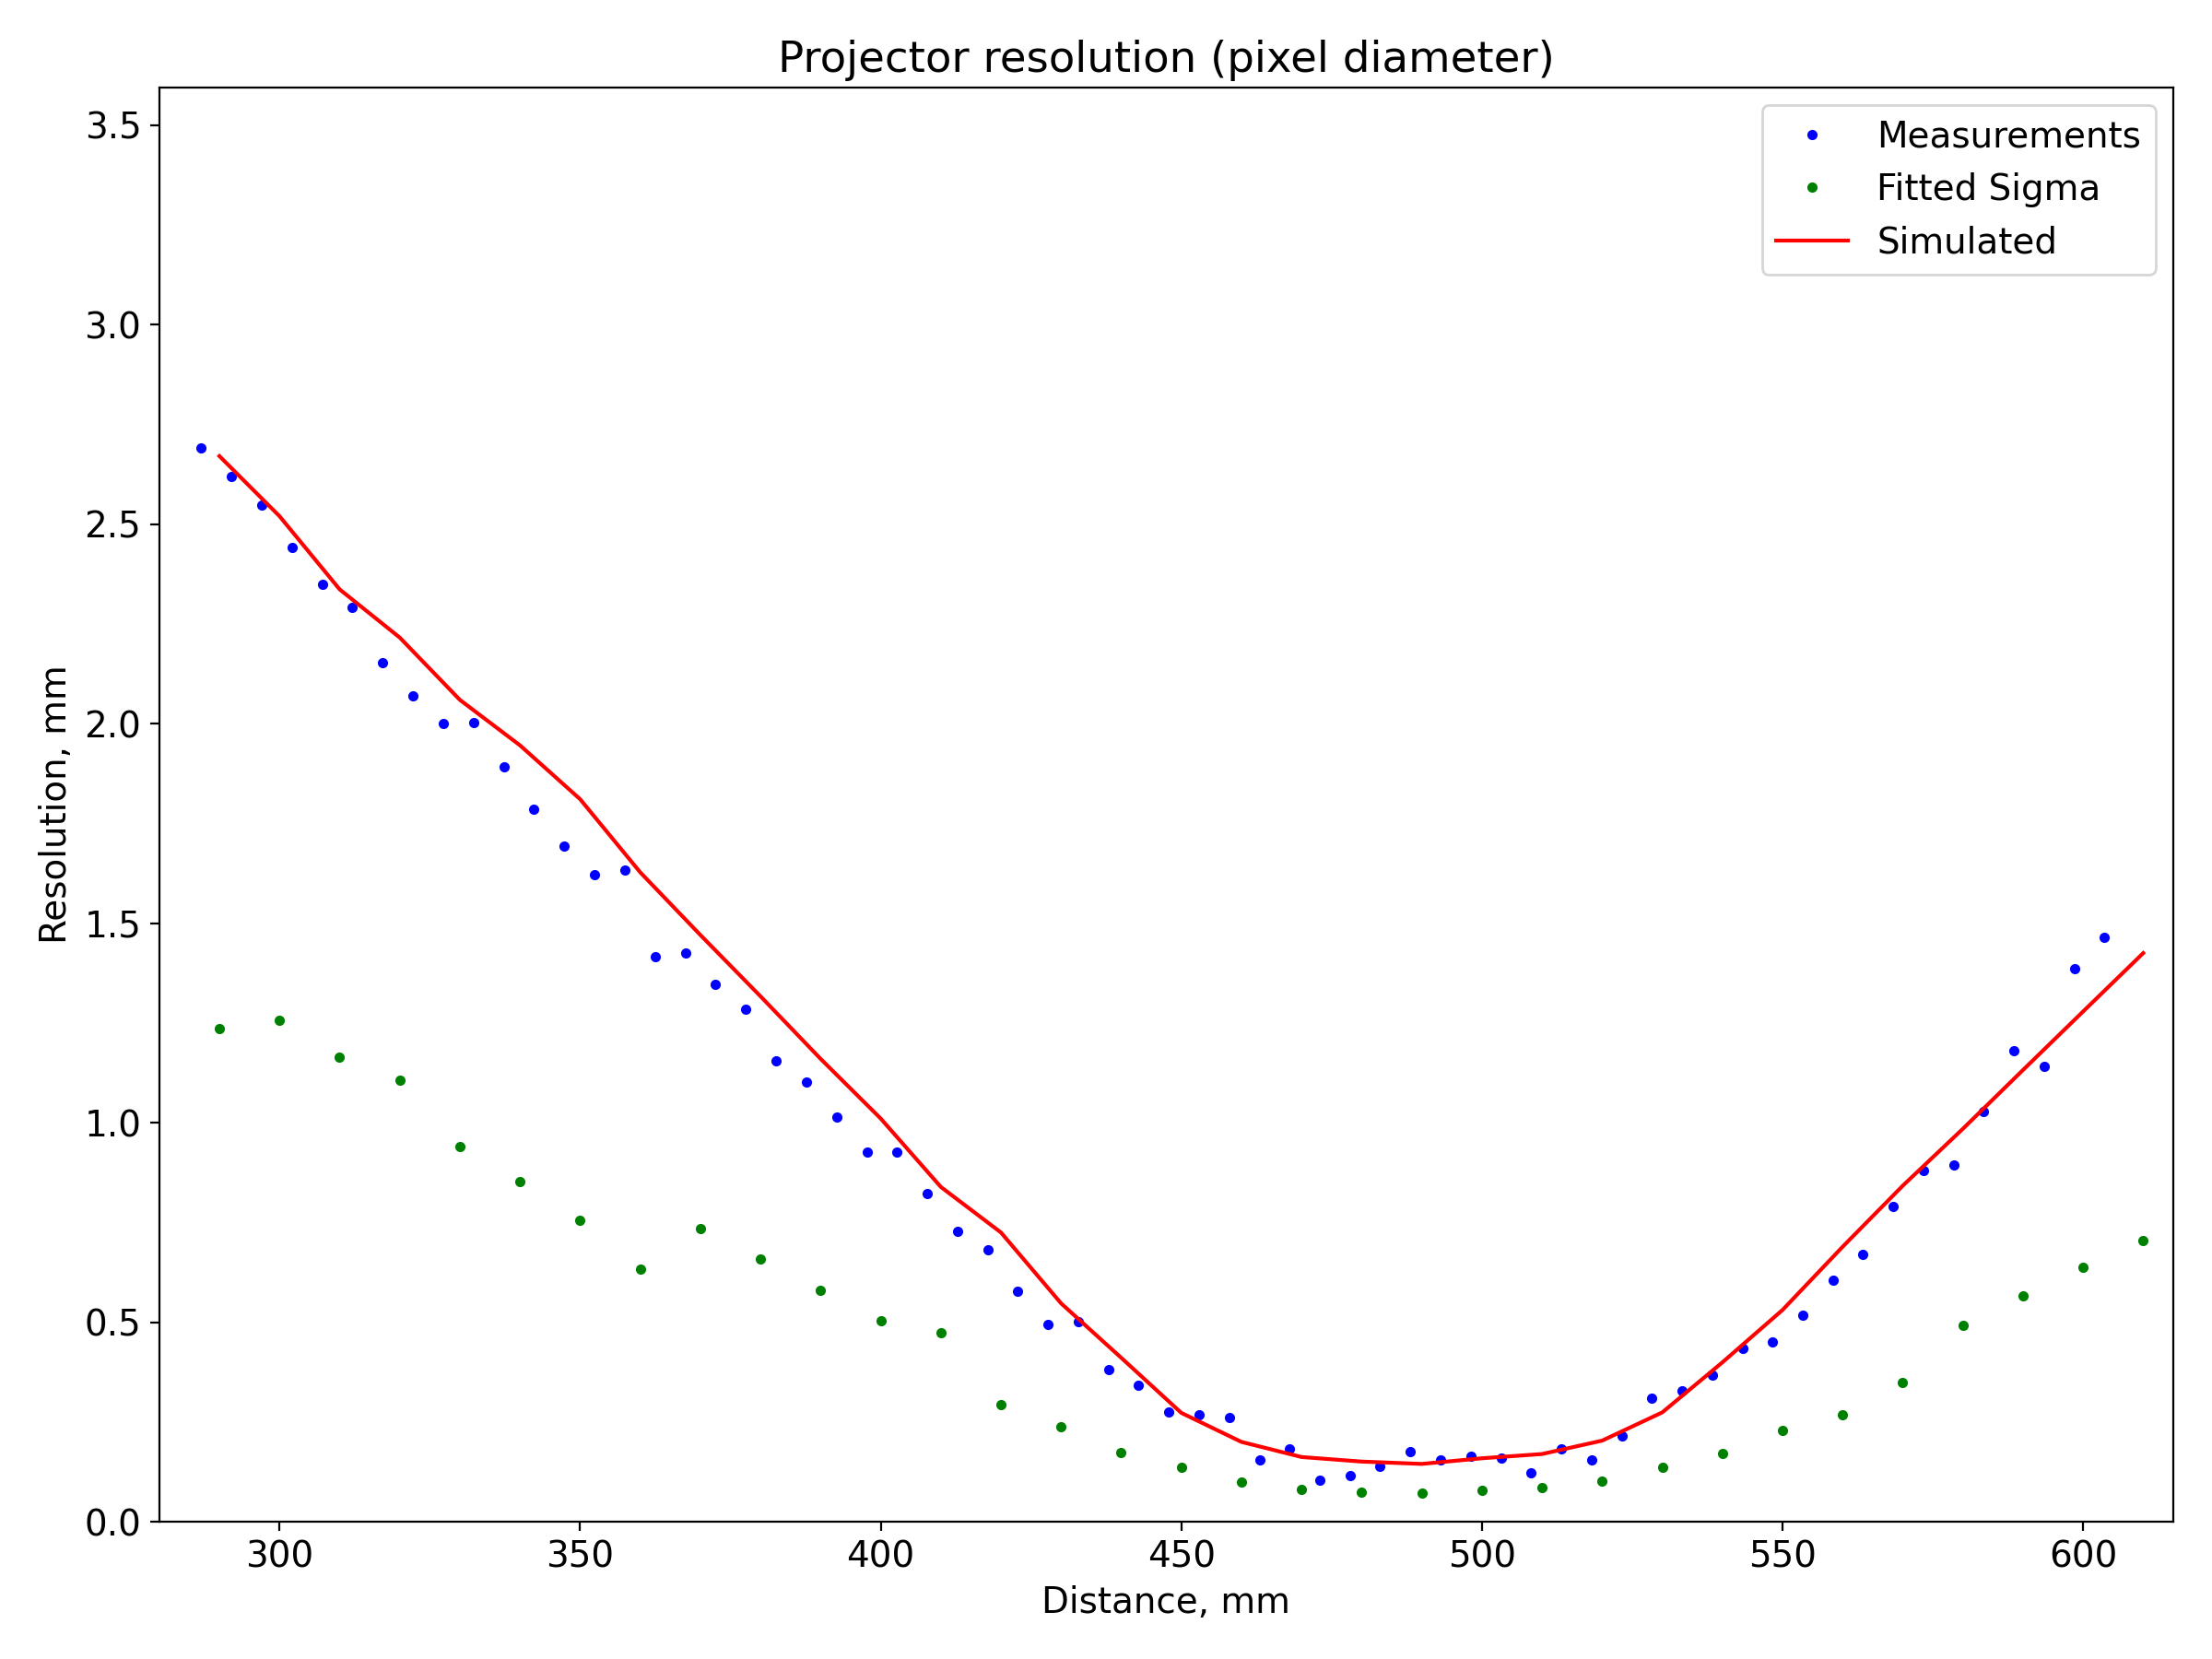 Projector resolution (pixel diameter)
Measurements
Fitted Sigma
Simulated
3.5
3.0
2.5
2.0
1.5
1.0
0.5
0.0
Resolution, mm
300 350 400 450 500 550 600
Distance, mm